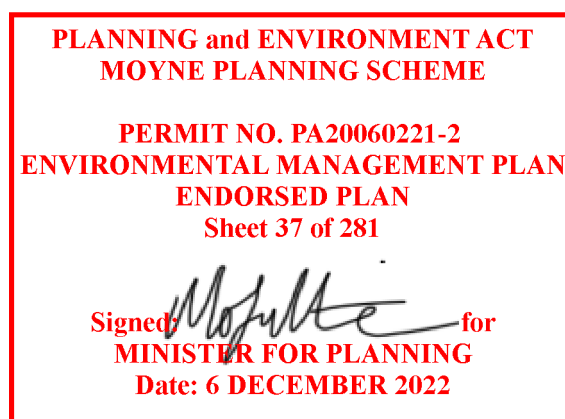 PLANNING and ENVIRONMENT ACT
MOYNE PLANNING SCHEME
PERMIT NO. PA20060221-2
ENVIRONMENTAL MANAGEMENT PLAN
ENDORSED PLAN
Sheet 37 of 281
Signed: for
MINISTER FOR PLANNING
Date: 6 DECEMBER 2022